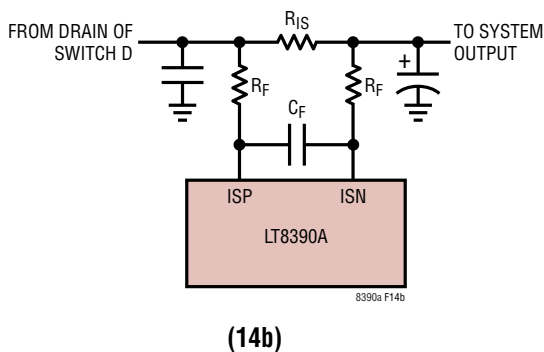 FROM DRAIN OF
SWITCH D
RIS
TO SYSTEM
OUTPUT
+
RF
RF
CF
ISP
ISN
LT8390A
8390a F14b
(14b)